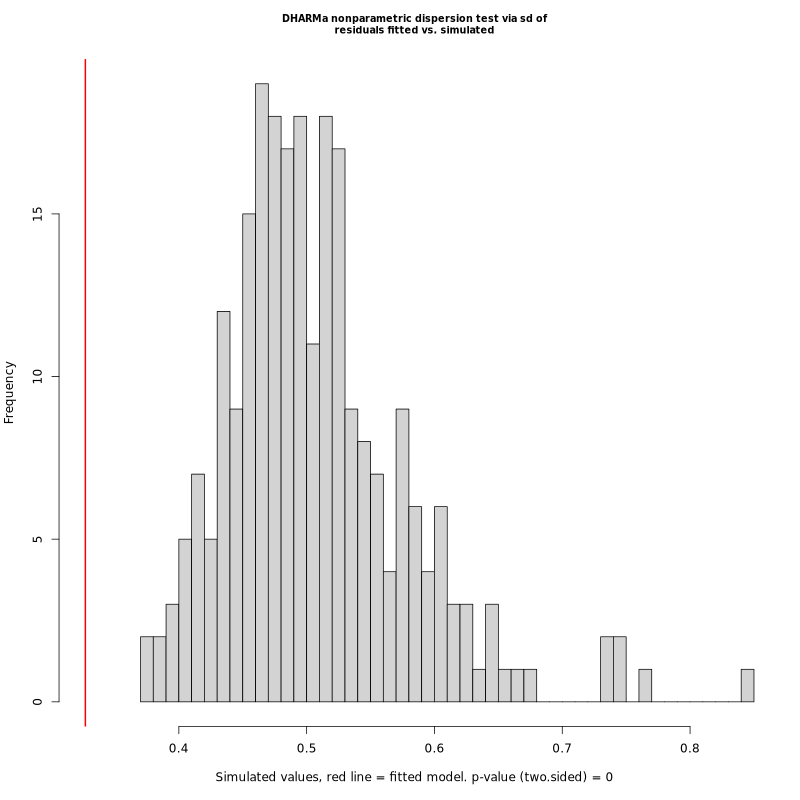 DHARMa nonparametric dispersion test via sd of
residuals fitted vs. simulated
Frequency
15
10
5
0
0.4 0.5 0.6 0.7 0.8
Simulated values, red line = fitted model. p-value (two.sided) = 0